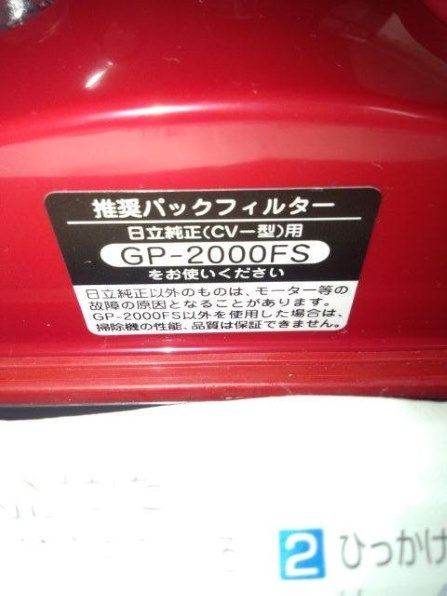 推奨パックフィルター
日立純正(CVー型)用
GP-2000FS
をお使いください
日立純正以外のものは、モーター等の
故障の原因となることがあります。
GP-2000FS以外を使用した場合は、
掃除機の性能、品質は保証できません。
2 ひっかけ